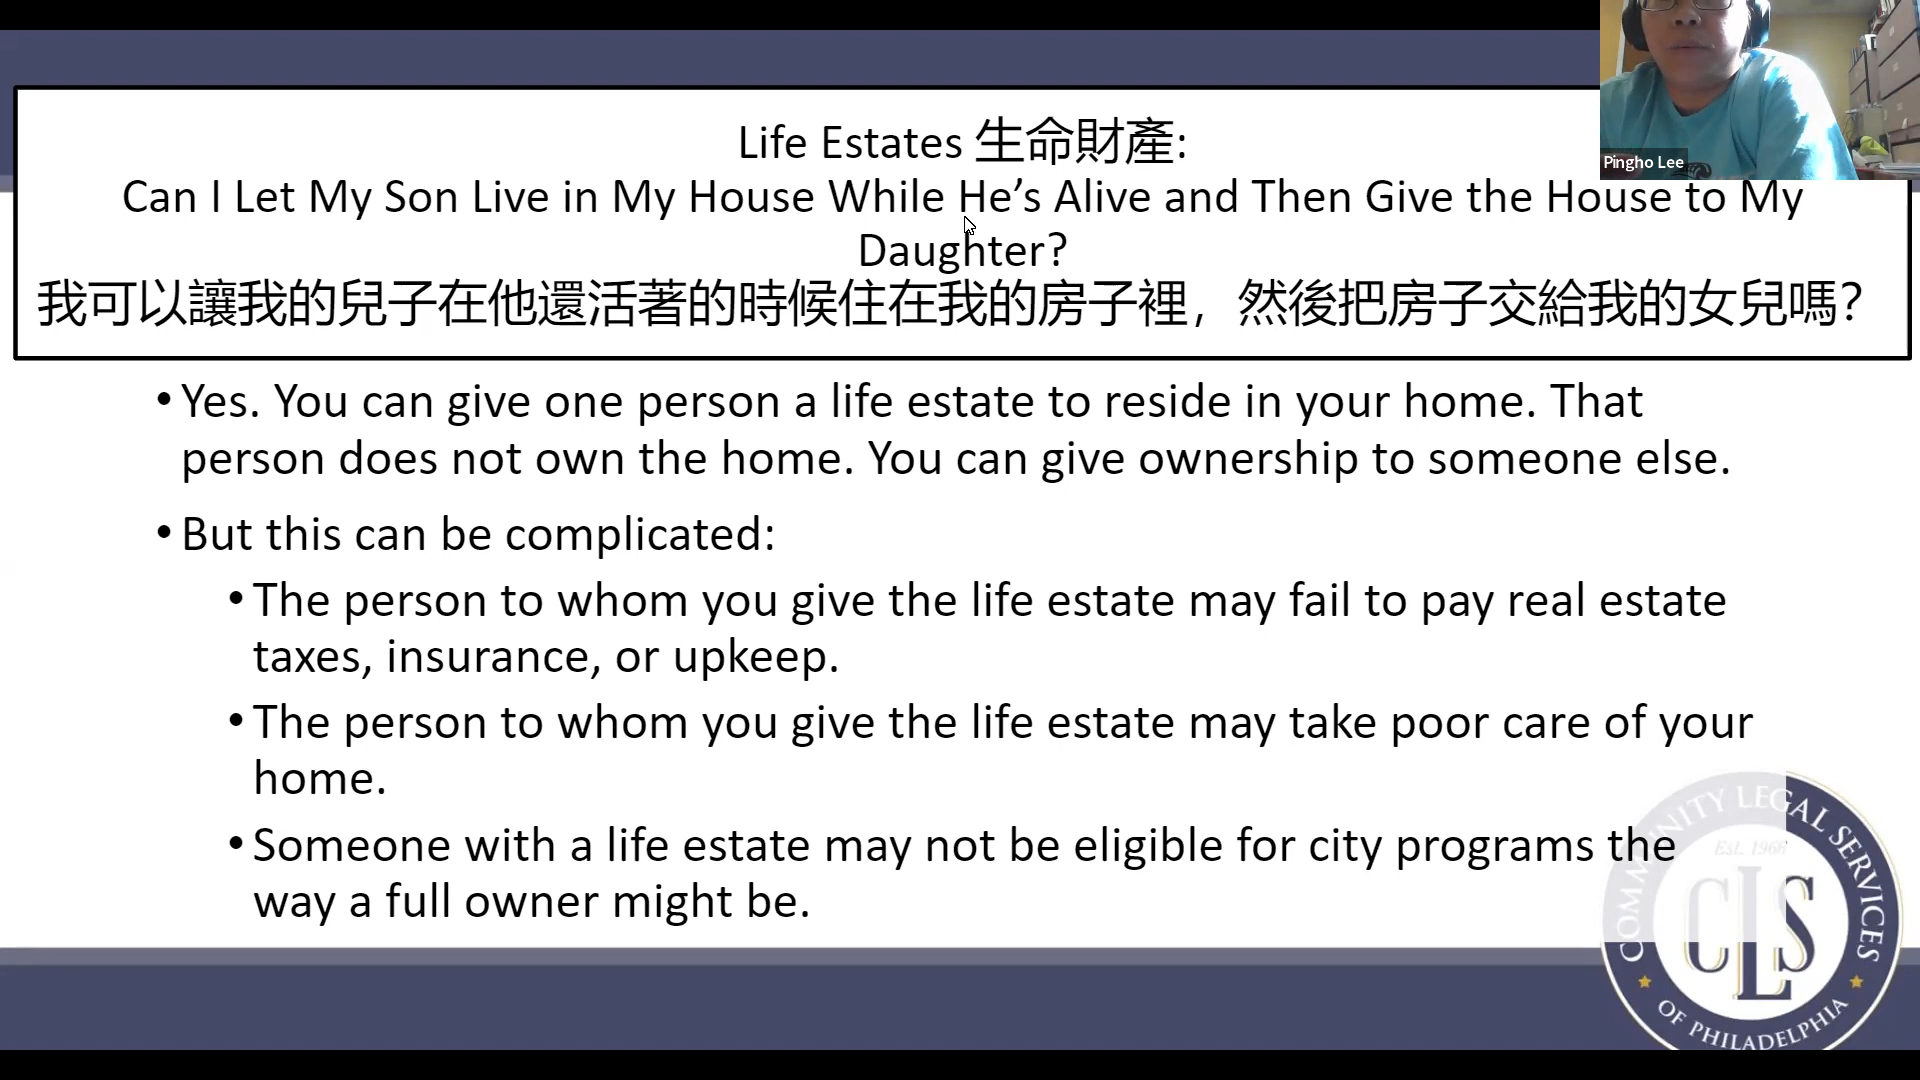 Life Estates 生命財產:
Can I Let My Son Live in My House While He’s Alive and Then Give the House to My
Daughter?
我可以讓我的兒子在他還活著的時候住在我的房子裡，然後把房子交給我的女兒嗎?
Pingho Lee
• Yes. You can give one person a life estate to reside in your home. That
person does not own the home. You can give ownership to someone else.
• But this can be complicated:
• The person to whom you give the life estate may fail to pay real estate
taxes, insurance, or upkeep.
• The person to whom you give the life estate may take poor care of your
home.
• Someone with a life estate may not be eligible for city programs the
way a full owner might be.
COMMUNITY LEGAL SERVICES
Est. 1966
CLS
OF PHILADELPHIA